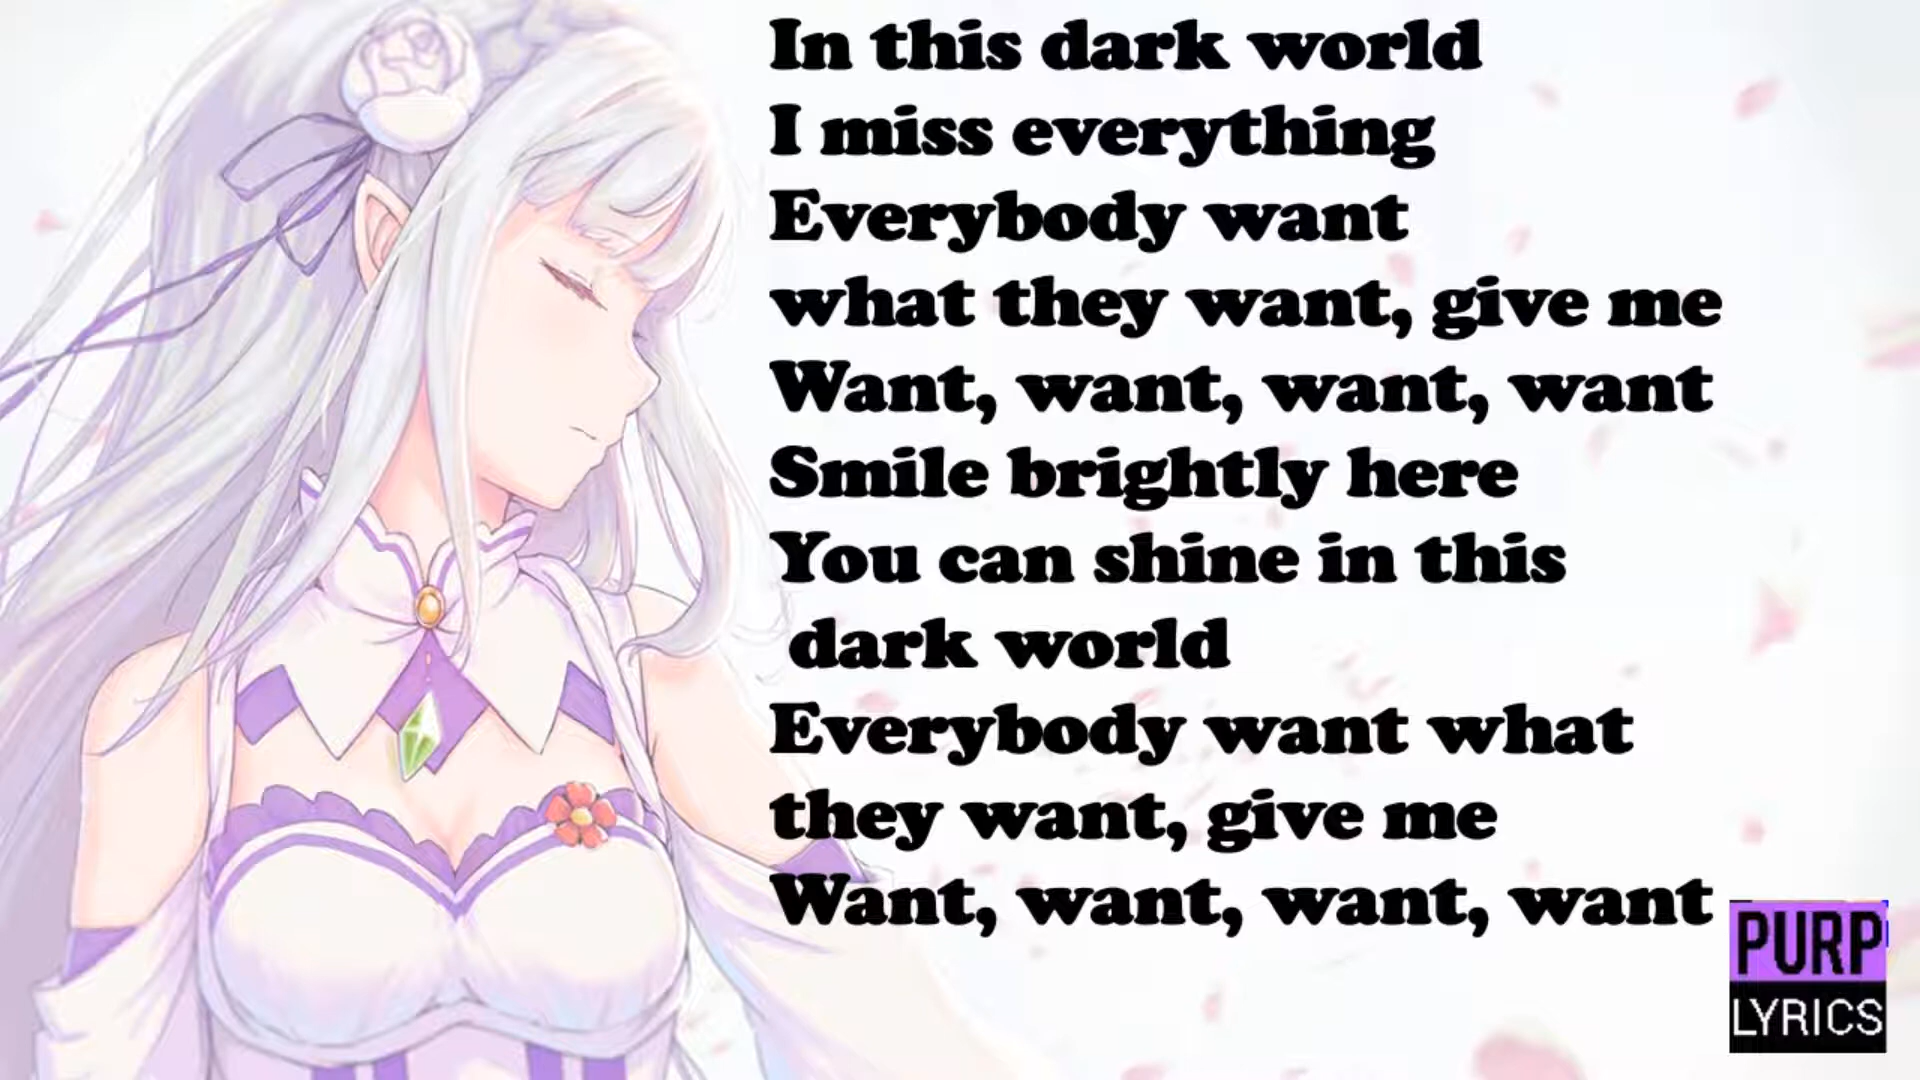 In this dark world
I miss everything
Everybody want
what they want, give me
Want, want, want, want
Smile brightly here
You can shine in this
dark world
Everybody want what
they want, give me
Want, want, want, want
PURP
LYRICS